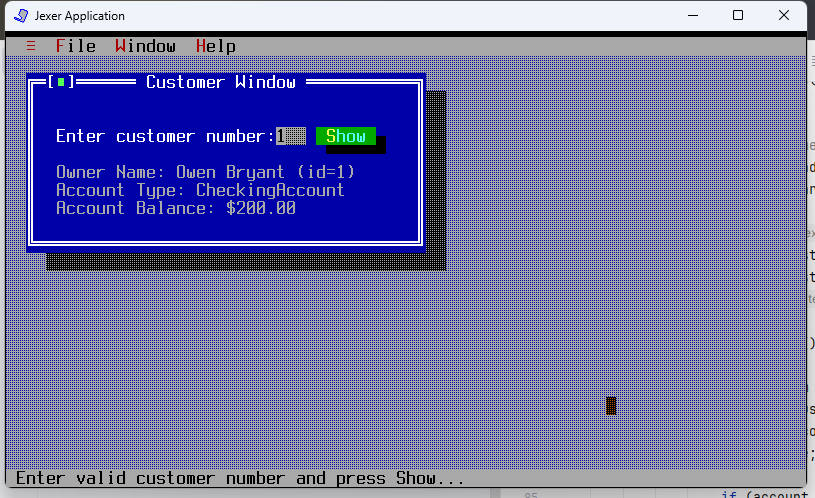 Jexer Application
File Window Help
Customer Window
Enter customer number:1 Show
Owner Name: Owen Bryant (id=1)
Account Type: CheckingAccount
Account Balance: $200.00
Enter valid customer number and press Show...
85
if (account